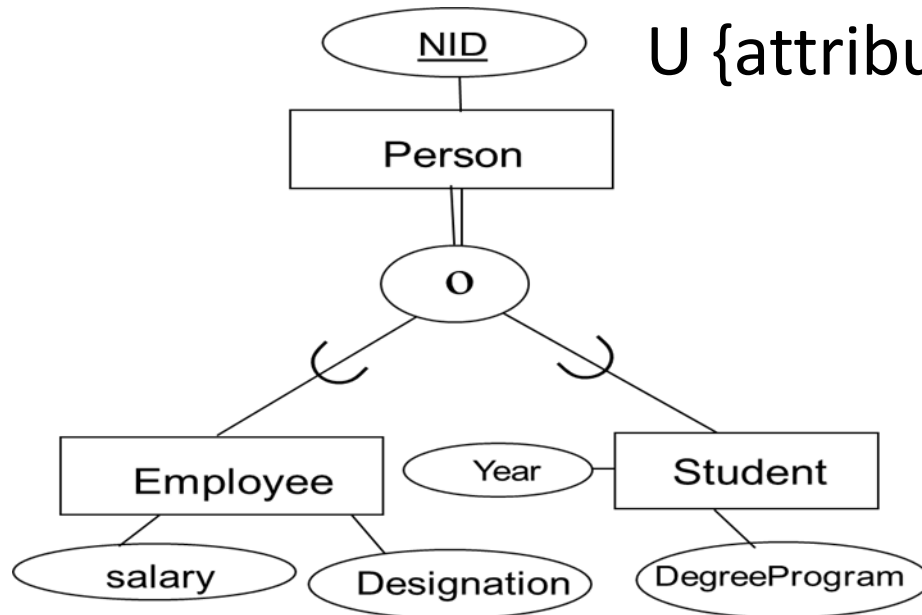 NID
U {attribu
Person
o
Employee
Year
Student
salary
Designation
DegreeProgram